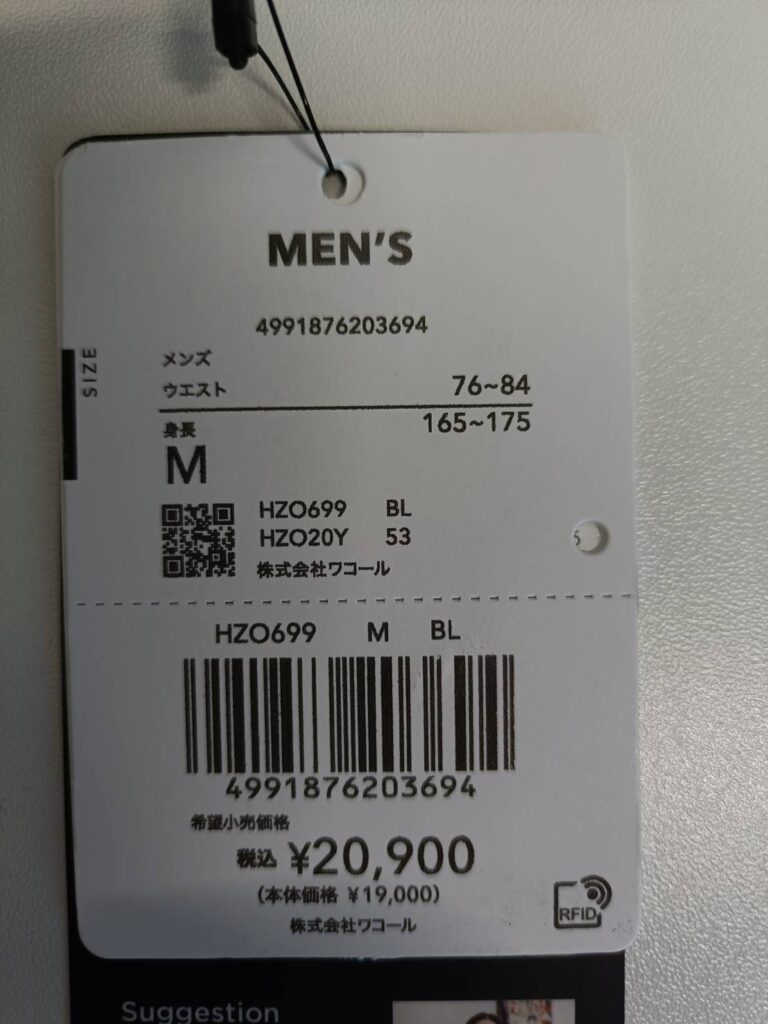 MEN'S
4991876203694
SIZE
メンズ
ウエスト 76~84
身長 165~175
M
HZO699 BL
HZO20Y 53
株式会社ワコール
HZO699 M BL
4991876203694
希望小売価格
税込 ¥20,900
(本体価格 ¥19,000)
株式会社ワコール
RFID
Suggestion